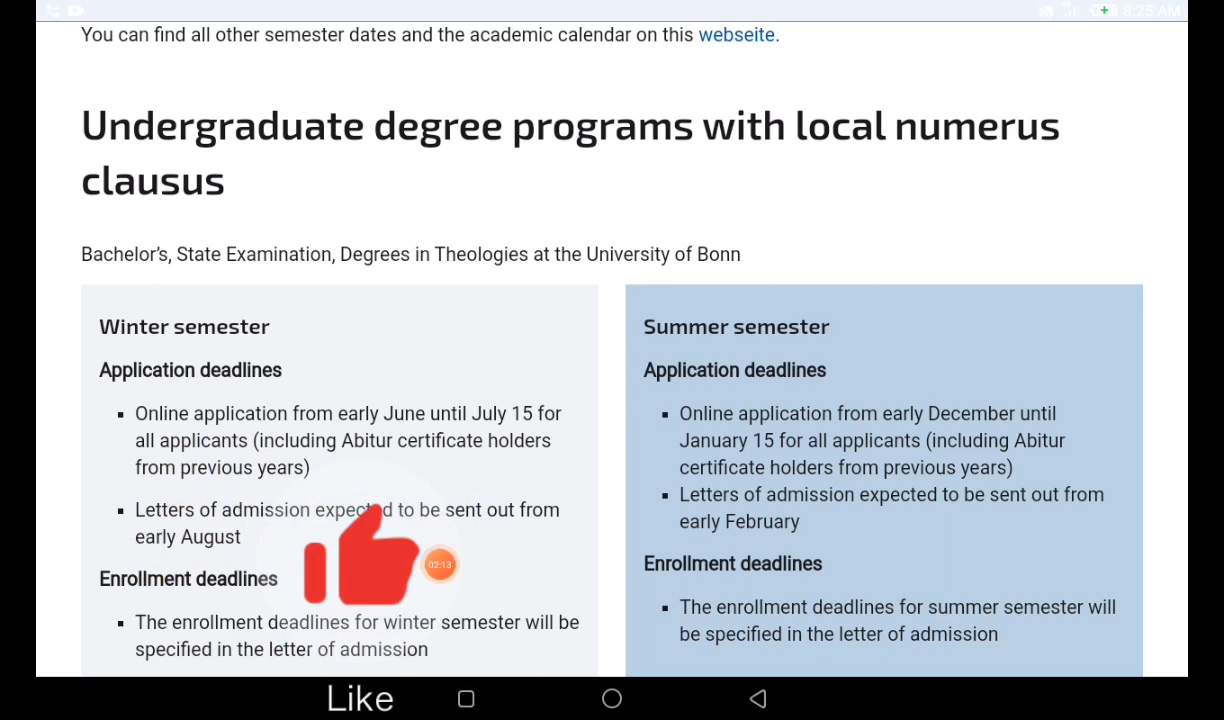 8:25 AM
You can find all other semester dates and the academic calendar on this webseite.
Undergraduate degree programs with local numerus
clausus
Bachelor's, State Examination, Degrees in Theologies at the University of Bonn
Winter semester
Application deadlines
▪ Online application from early June until July 15 for
all applicants (including Abitur certificate holders
from previous years)
▪ Letters of admission expected to be sent out from
early August
Enrollment deadlines
▪ The enrollment deadlines for winter semester will be
specified in the letter of admission
Summer semester
Application deadlines
▪ Online application from early December until
January 15 for all applicants (including Abitur
certificate holders from previous years)
▪ Letters of admission expected to be sent out from
early February
Enrollment deadlines
▪ The enrollment deadlines for summer semester will
be specified in the letter of admission
02:13
Like